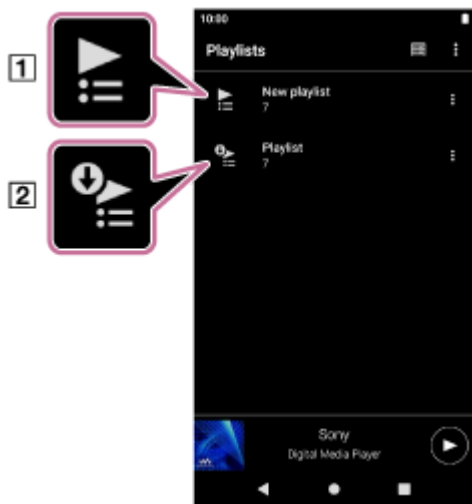 10:00
Playlists
1
New playlist
7
2
Playlist
7
Sony
Digital Media Player